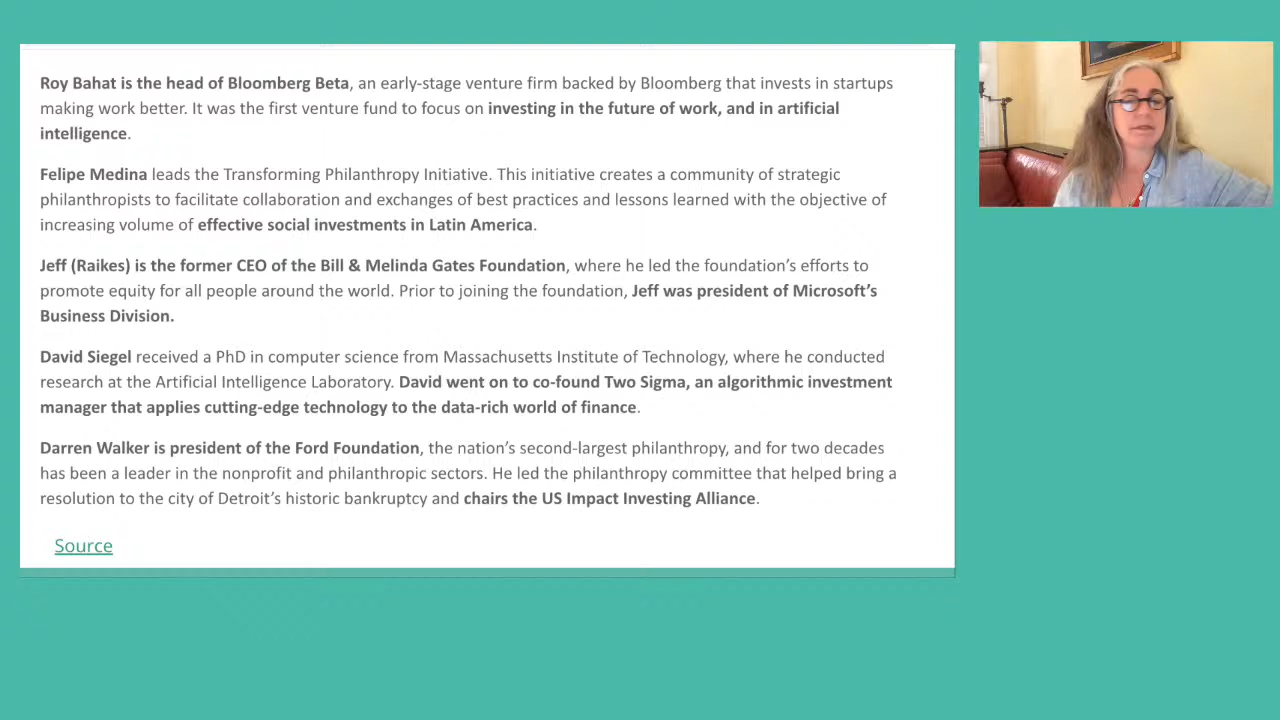 Roy Bahat is the head of Bloomberg Beta, an early-stage venture firm backed by Bloomberg that invests in startups
making work better. It was the first venture fund to focus on investing in the future of work, and in artificial
intelligence.
Felipe Medina leads the Transforming Philanthropy Initiative. This initiative creates a community of strategic
philanthropists to facilitate collaboration and exchanges of best practices and lessons learned with the objective of
increasing volume of effective social investments in Latin America.
Jeff (Raikes) is the former CEO of the Bill & Melinda Gates Foundation, where he led the foundation’s efforts to
promote equity for all people around the world. Prior to joining the foundation, Jeff was president of Microsoft’s
Business Division.
David Siegel received a PhD in computer science from Massachusetts Institute of Technology, where he conducted
research at the Artificial Intelligence Laboratory. David went on to co-found Two Sigma, an algorithmic investment
manager that applies cutting-edge technology to the data-rich world of finance.
Darren Walker is president of the Ford Foundation, the nation’s second-largest philanthropy, and for two decades
has been a leader in the nonprofit and philanthropic sectors. He led the philanthropy committee that helped bring a
resolution to the city of Detroit’s historic bankruptcy and chairs the US Impact Investing Alliance.
Source